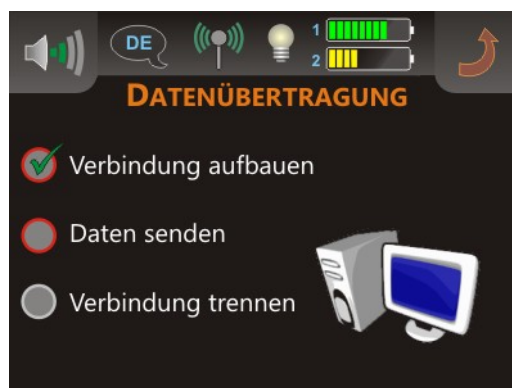 DE
1
2
DATENÜBERTRAGUNG
Verbindung aufbauen
Daten senden
Verbindung trennen